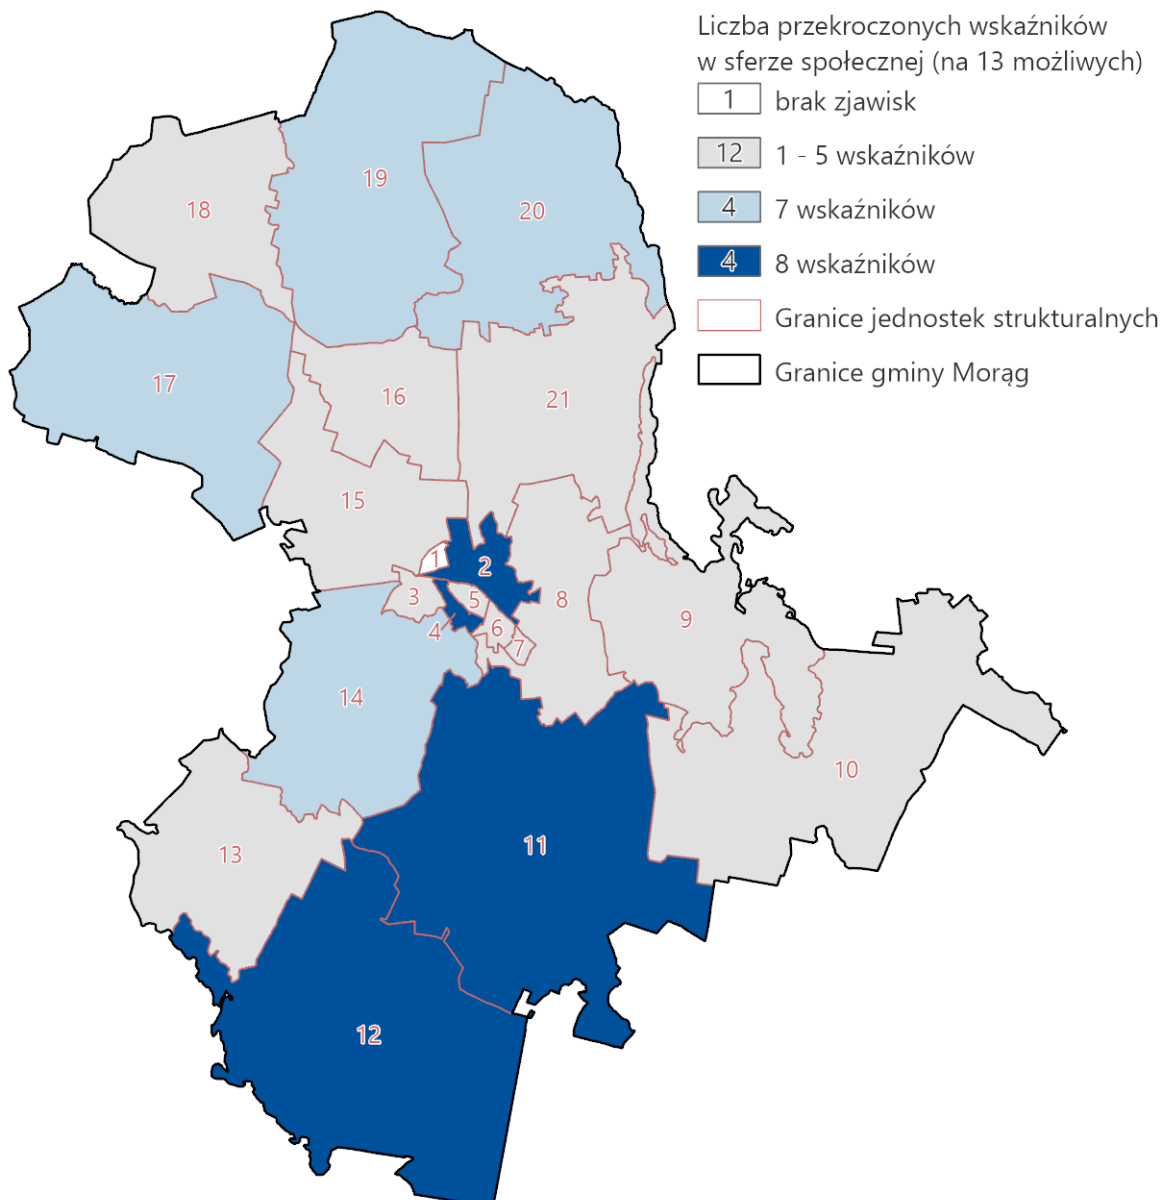 Liczba przekroczonych wskaźników
w sferze społecznej (na 13 możliwych)
1 brak zjawisk
12 1 - 5 wskaźników
4 7 wskaźników
4 8 wskaźników
Granice jednostek strukturalnych
Granice gminy Morąg
19
18
20
17
16
21
15
1
2
3
5
8
4
6
7
9
14
10
11
13
12